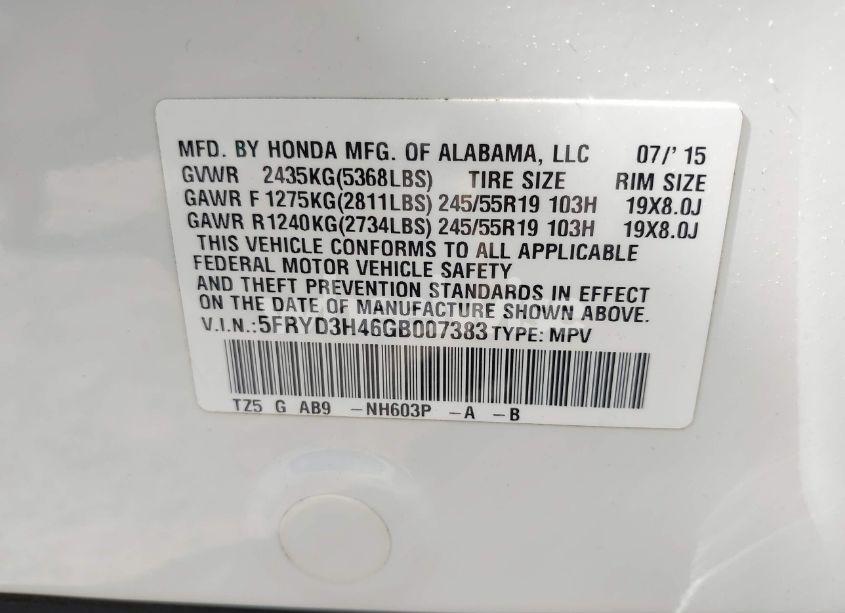 MFD. BY HONDA MFG. OF ALABAMA, LLC 07/' 15
GVWR 2435KG(5368LBS) TIRE SIZE RIM SIZE
GAWR F 1275KG(2811LBS) 245/55R19 103H 19X8.0J
GAWR R1240KG(2734LBS) 245/55R19 103H 19X8.0J
THIS VEHICLE CONFORMS TO ALL APPLICABLE
FEDERAL MOTOR VEHICLE SAFETY
AND THEFT PREVENTION STANDARDS IN EFFECT
ON THE DATE OF MANUFACTURE SHOWN ABOVE.
V.I.N.:5FRYD3H46GB007383 TYPE: MPV
TZ5 G AB9 -NH603P -A -B